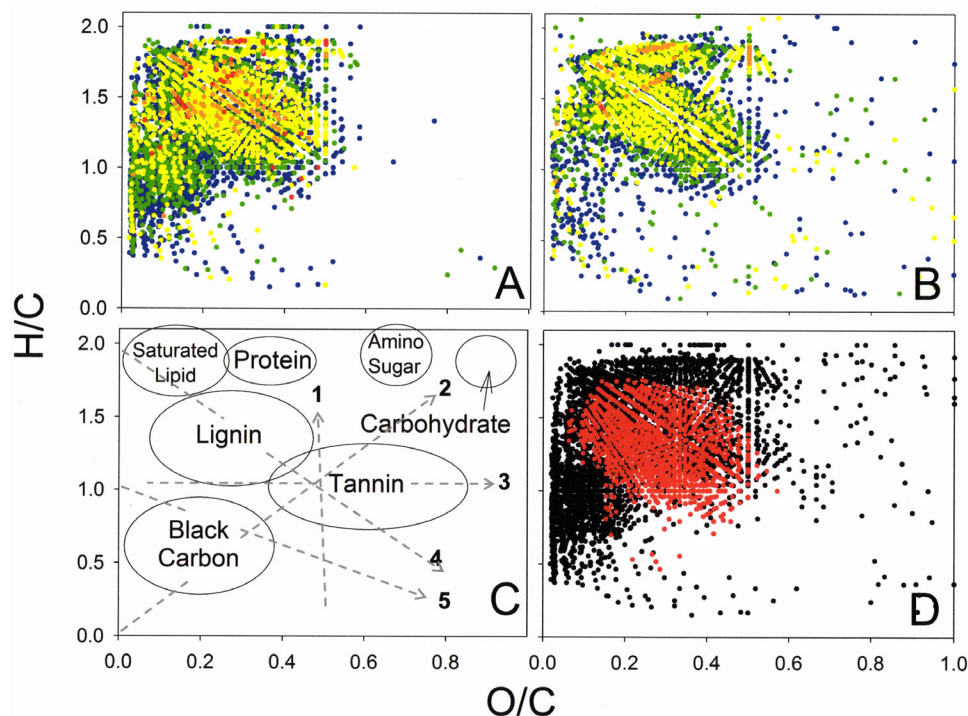 2.0
1.5
1.0
0.5
0.0
A
B
H/C
2.0
1.5
1.0
0.5
0.0
Saturated
Lipid
Protein
Amino
Sugar
1
2
Carbohydrate
Lignin
Tannin
3
Black
Carbon
4
5
C
D
0.0 0.2 0.4 0.6 0.8
0.2 0.4 0.6 0.8 1.0
O/C